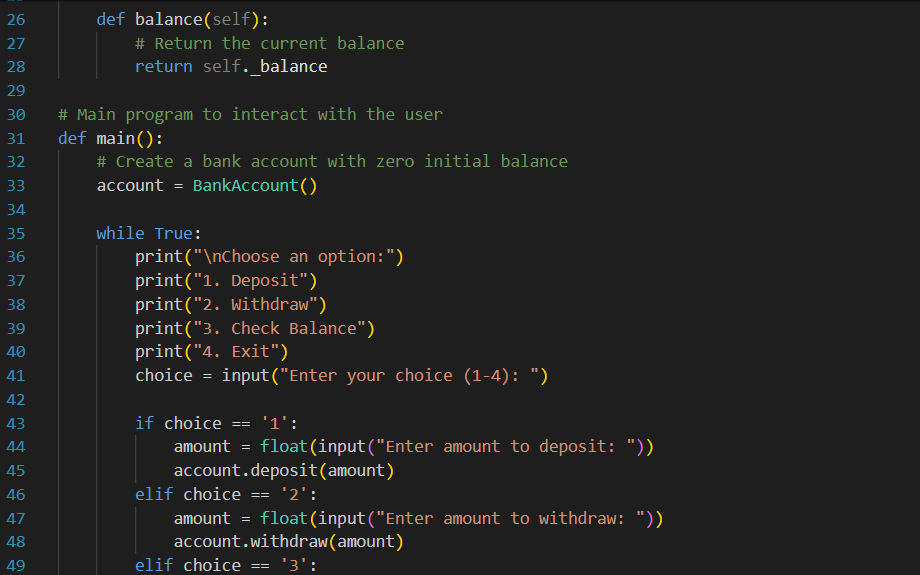 26 def balance(self):
27 # Return the current balance
28 return self._balance
29
30 # Main program to interact with the user
31 def main():
32 # Create a bank account with zero initial balance
33 account = BankAccount()
34
35 while True:
36 print("\nChoose an option:")
37 print("1. Deposit")
38 print("2. Withdraw")
39 print("3. Check Balance")
40 print("4. Exit")
41 choice = input("Enter your choice (1-4): ")
42
43 if choice == '1':
44 amount = float(input("Enter amount to deposit: "))
45 account.deposit(amount)
46 elif choice == '2':
47 amount = float(input("Enter amount to withdraw: "))
48 account.withdraw(amount)
49 elif choice == '3':